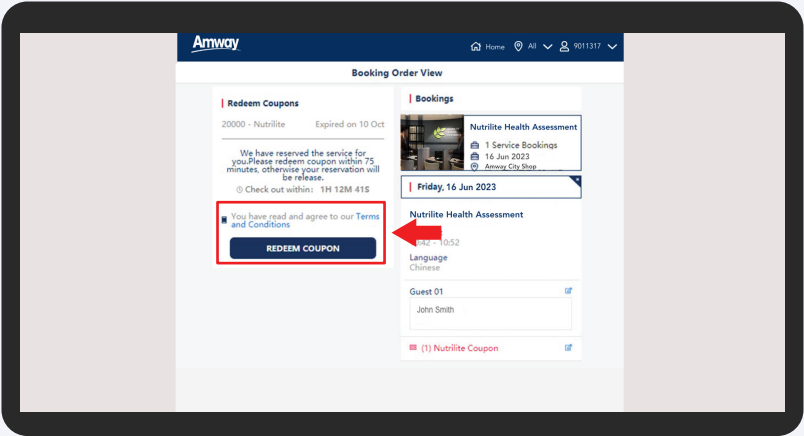 Amway
Home
All
9011317
Booking Order View
Redeem Coupons
20000 - Nutrilite
Expired on 10 Oct
We have reserved the service for
you.Please redeem coupon within 75
minutes, otherwise your reservation will
be release.
Check out within: 1H 12M 41S
You have read and agree to our Terms
and Conditions
REDEEM COUPON
Bookings
Nutrilite Health Assessment
1 Service Bookings
16 Jun 2023
Amway City Shop
Friday, 16 Jun 2023
Nutrilite Health Assessment
- 10:52
Language
Chinese
Guest 01
John Smith
(1) Nutrilite Coupon